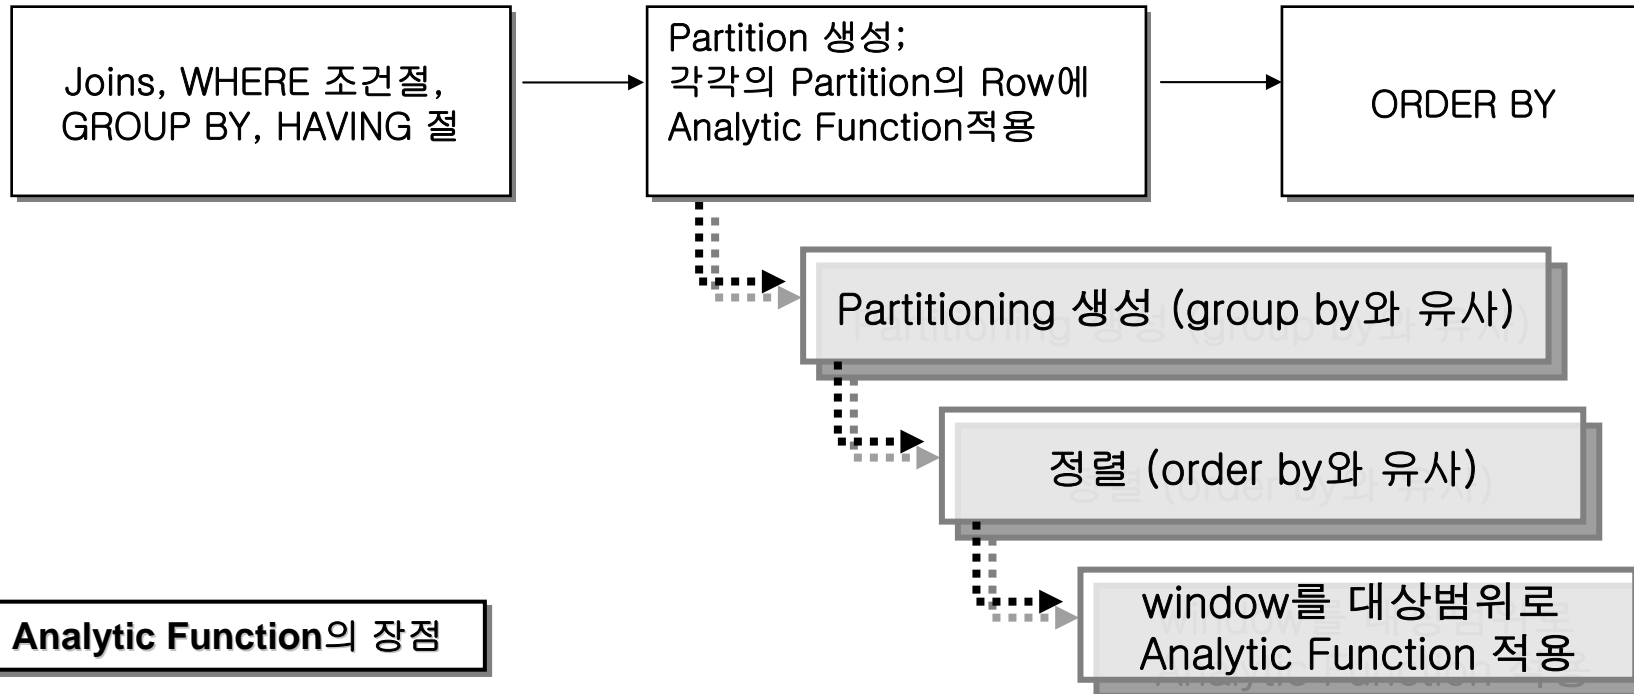 Joins, WHERE 조건절,
GROUP BY, HAVING 절
Partition 생성;
각각의 Partition의 Row에
Analytic Function적용
ORDER BY
Partitioning 생성 (group by와 유사)
정렬 (order by와 유사)
window를 대상범위로
Analytic Function 적용
Analytic Function의 장점